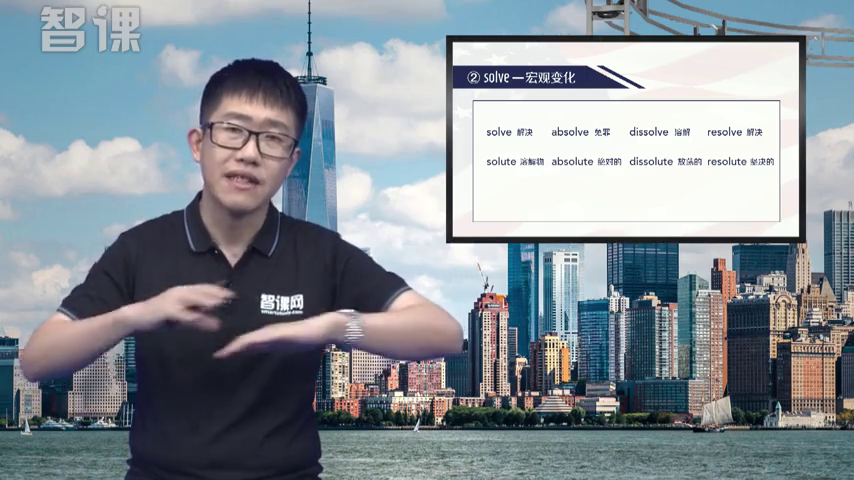 智课
② solve — 宏观变化
solve 解决 absolve 免罪 dissolve 溶解 resolve 解决
solute 溶解物 absolute 绝对的 dissolute 放荡的 resolute 坚决的
智课网